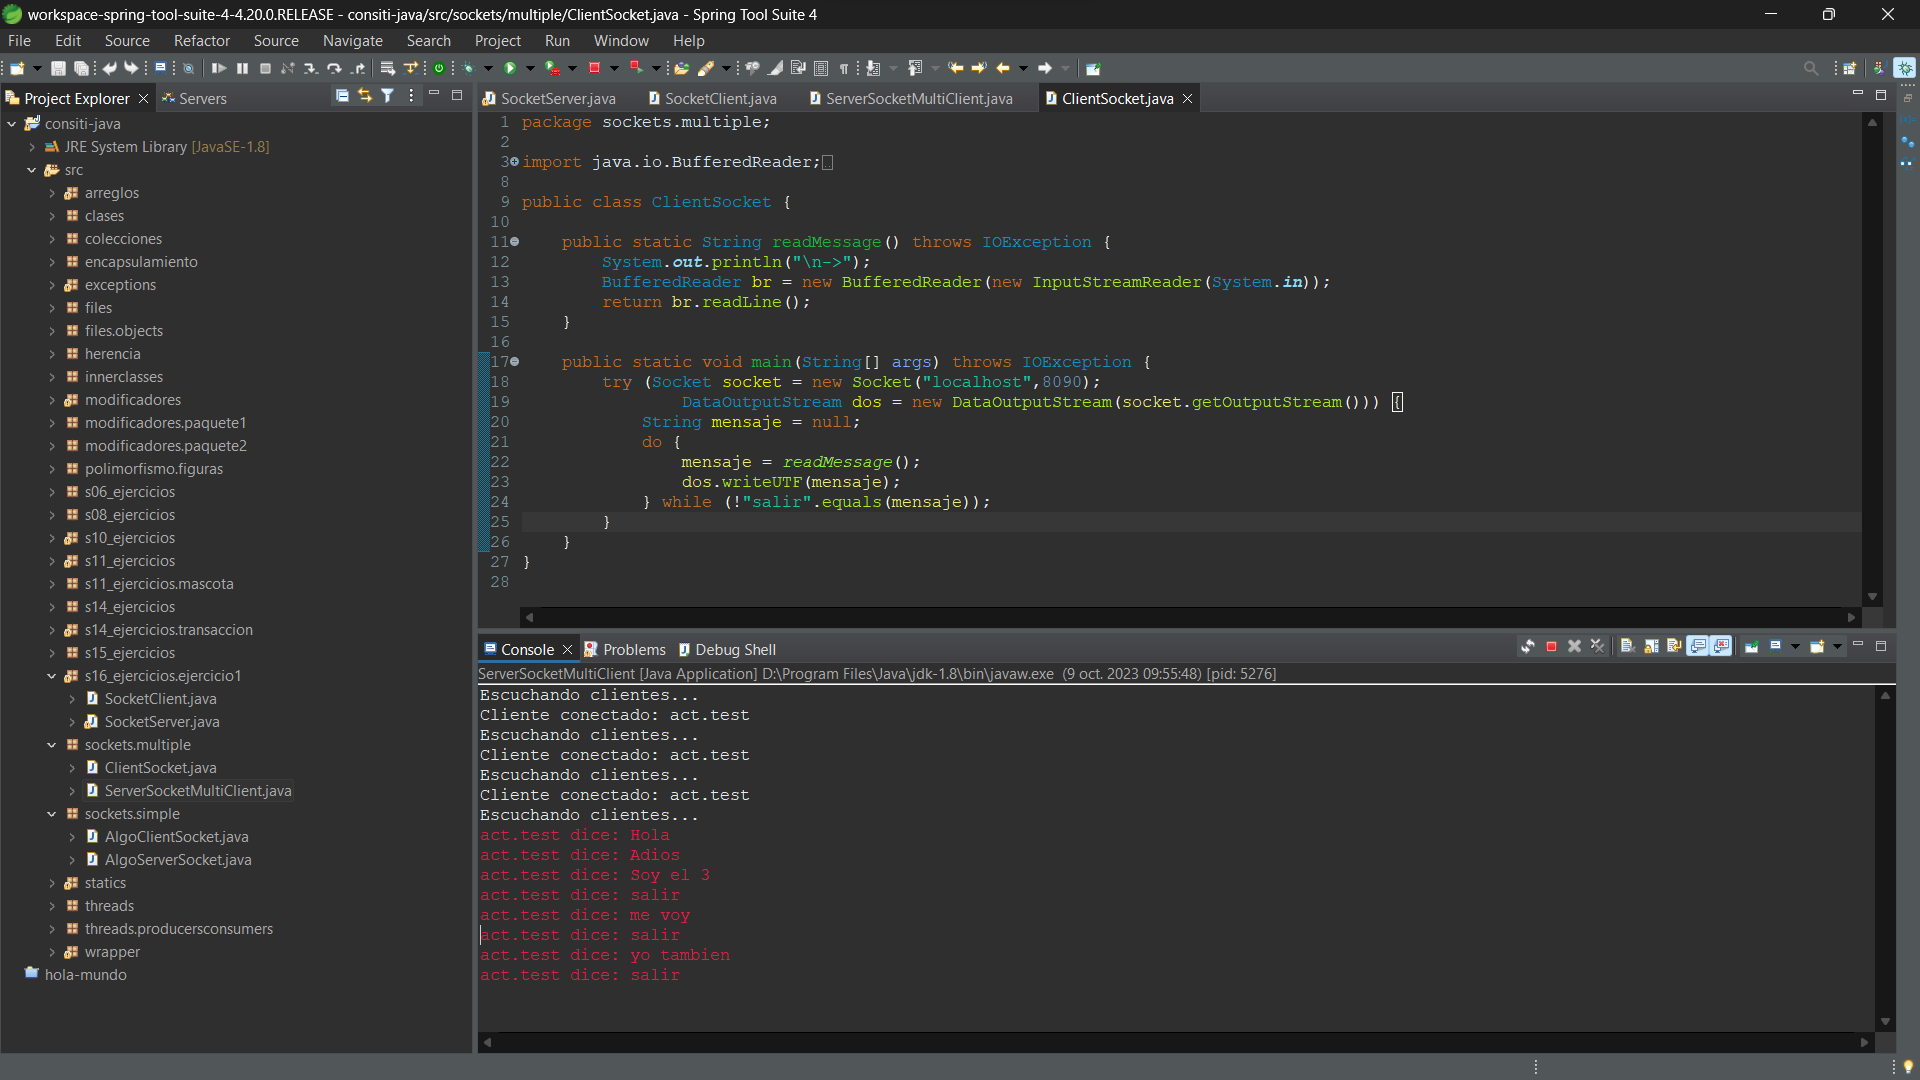 workspace-spring-tool-suite-4-4.20.0.RELEASE - consiti-java/src/sockets/multiple/ClientSocket.java - Spring Tool Suite 4
File Edit Source Refactor Source Navigate Search Project Run Window Help
Project Explorer Servers
consiti-java
JRE System Library [JavaSE-1.8]
src
arreglos
clases
colecciones
encapsulamiento
exceptions
files
files.objects
herencia
innerclasses
modificadores
modificadores.paquete1
modificadores.paquete2
polimorfismo.figuras
s06_ejercicios
s08_ejercicios
s10_ejercicios
s11_ejercicios
s11_ejercicios.mascota
s14_ejercicios
s14_ejercicios.transaccion
s15_ejercicios
s16_ejercicios.ejercicio1
SocketClient.java
SocketServer.java
sockets.multiple
ClientSocket.java
ServerSocketMultiClient.java
sockets.simple
AlgoClientSocket.java
AlgoServerSocket.java
statics
threads
threads.producersconsumers
wrapper
hola-mundo
SocketServer.java SocketClient.java ServerSocketMultiClient.java ClientSocket.java
1 package sockets.multiple;
2
3 import java.io.BufferedReader;
8
9 public class ClientSocket {
10
11 public static String readMessage() throws IOException {
12 System.out.println("\n->");
13 BufferedReader br = new BufferedReader(new InputStreamReader(System.in));
14 return br.readLine();
15 }
16
17 public static void main(String[] args) throws IOException {
18 try (Socket socket = new Socket("localhost",8090);
19 DataOutputStream dos = new DataOutputStream(socket.getOutputStream())) {
20 String mensaje = null;
21 do {
22 mensaje = readMessage();
23 dos.writeUTF(mensaje);
24 } while (!"salir".equals(mensaje));
25 }
26 }
27 }
28
Console Problems Debug Shell
ServerSocketMultiClient [Java Application] D:\Program Files\Java\jdk-1.8\bin\javaw.exe (9 oct. 2023 09:55:48) [pid: 5276]
Escuchando clientes...
Cliente conectado: act.test
Escuchando clientes...
Cliente conectado: act.test
Escuchando clientes...
Cliente conectado: act.test
Escuchando clientes...
act.test dice: Hola
act.test dice: Adios
act.test dice: Soy el 3
act.test dice: salir
act.test dice: me voy
act.test dice: salir
act.test dice: yo tambien
act.test dice: salir